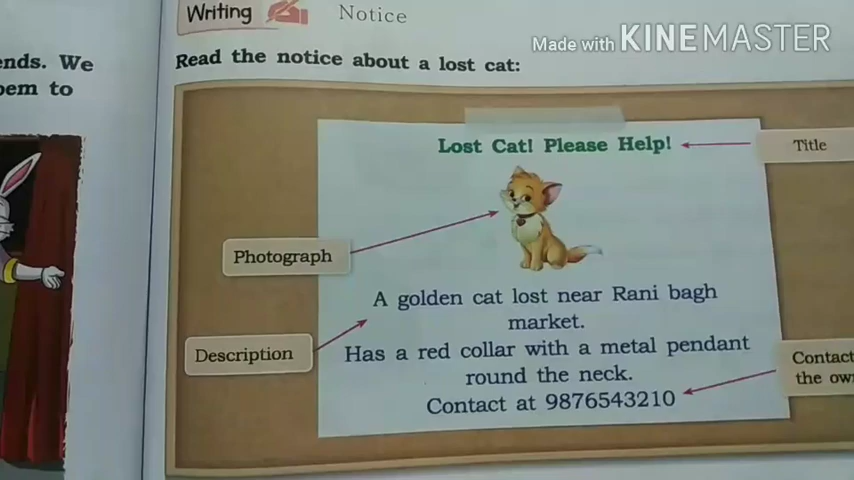 Writing
Notice
Made with KINEMASTER
ends. We
oem to
Read the notice about a lost cat:
Lost Cat! Please Help!
Title
Photograph
A golden cat lost near Rani bagh
market.
Description
Has a red collar with a metal pendant
round the neck.
Contact at 9876543210
Contact
the ow